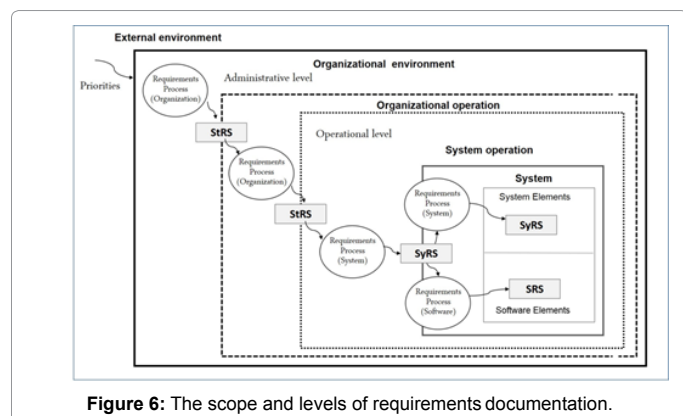 External environment
Organizational environment
Priorities
Requirements
Process
(Organization)
Administrative level
Organizational operation
StRS
Operational level
Requirements
Process
(Organization)
System operation
System
StRS
Requirements
Process
(System)
System Elements
SyRS
Requirements
Process
(System)
SyRS
Requirements
Process
(Software)
SRS
Software Elements
Figure 6: The scope and levels of requirements documentation.